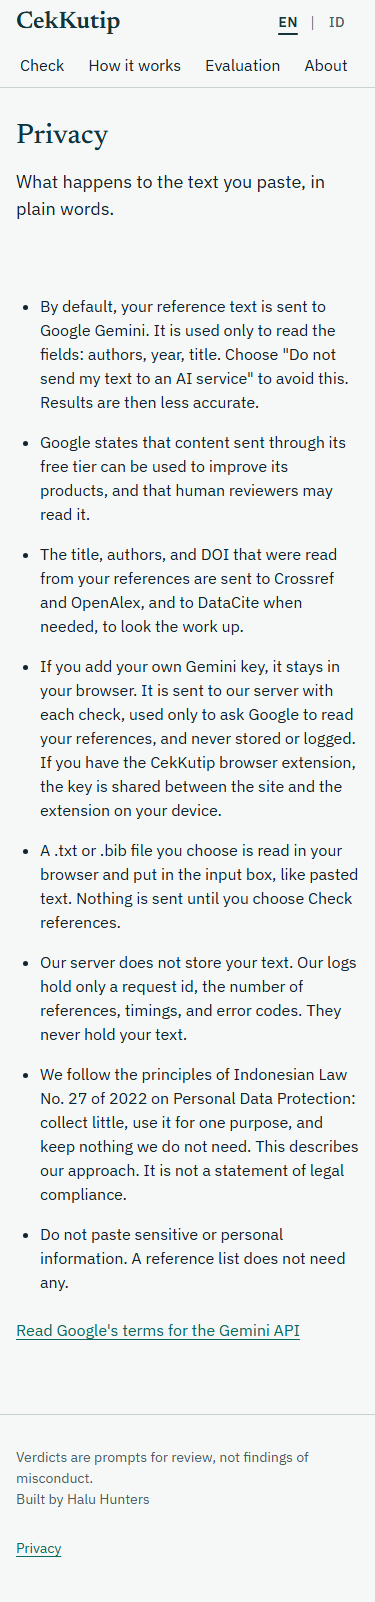 CekKutip
EN | ID
Check How it works Evaluation About
Privacy
What happens to the text you paste, in
plain words.
• By default, your reference text is sent to
Google Gemini. It is used only to read the
fields: authors, year, title. Choose "Do not
send my text to an AI service" to avoid this.
Results are then less accurate.
• Google states that content sent through its
free tier can be used to improve its
products, and that human reviewers may
read it.
• The title, authors, and DOI that were read
from your references are sent to Crossref
and OpenAlex, and to DataCite when
needed, to look the work up.
• If you add your own Gemini key, it stays in
your browser. It is sent to our server with
each check, used only to ask Google to read
your references, and never stored or logged.
If you have the CekKutip browser extension,
the key is shared between the site and the
extension on your device.
• A .txt or .bib file you choose is read in your
browser and put in the input box, like pasted
text. Nothing is sent until you choose Check
references.
• Our server does not store your text. Our logs
hold only a request id, the number of
references, timings, and error codes. They
never hold your text.
• We follow the principles of Indonesian Law
No. 27 of 2022 on Personal Data Protection:
collect little, use it for one purpose, and
keep nothing we do not need. This describes
our approach. It is not a statement of legal
compliance.
• Do not paste sensitive or personal
information. A reference list does not need
any.
Read Google's terms for the Gemini API
Verdicts are prompts for review, not findings of
misconduct.
Built by Halu Hunters
Privacy